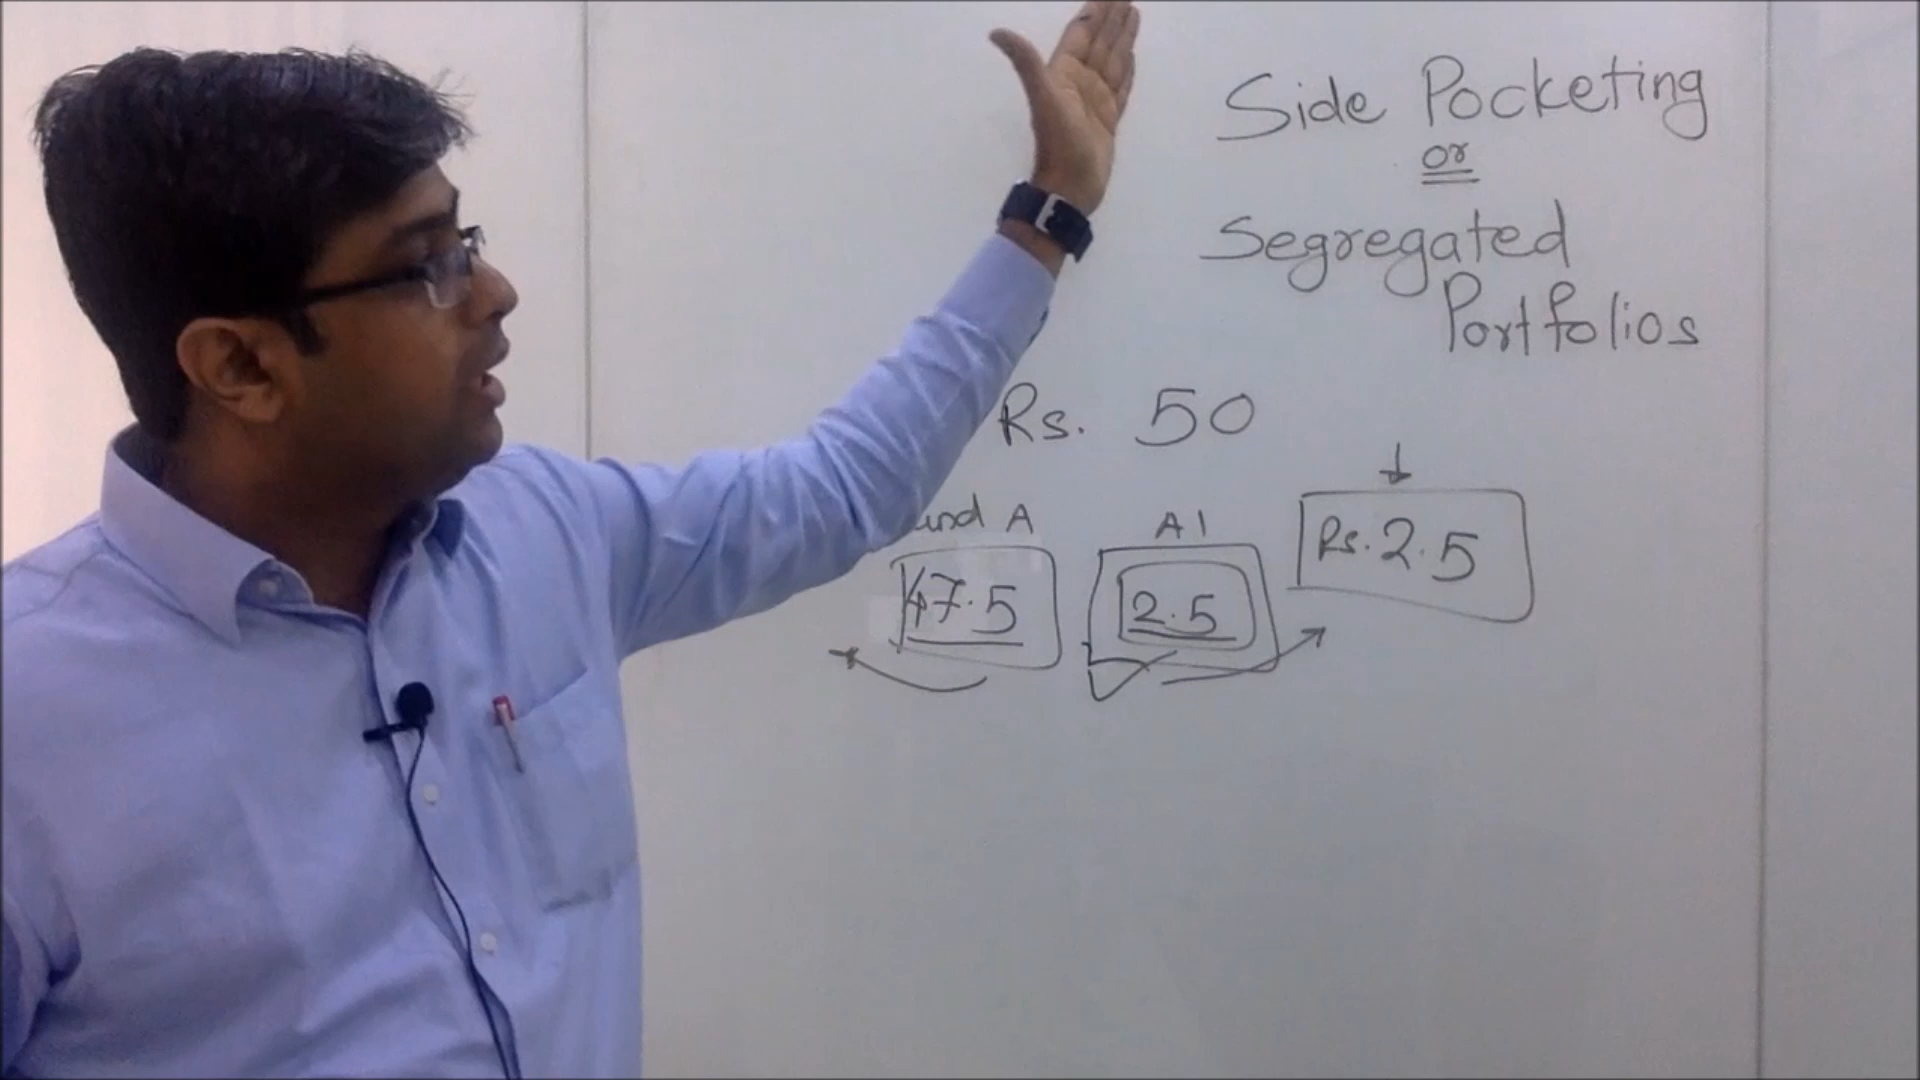 Side Pocketing
or
Segregated
Portfolios
Rs. 50
A A1
47.5 2.5 Rs. 2.5